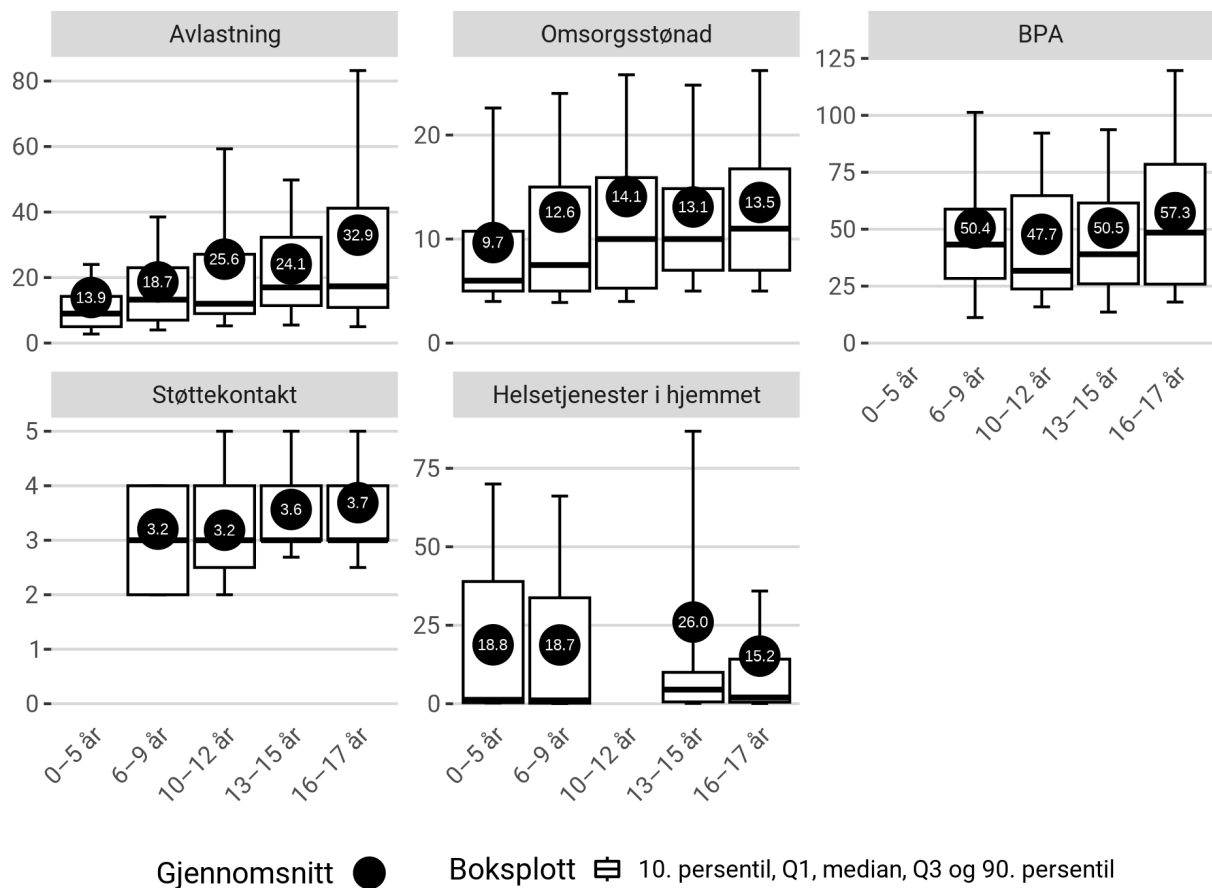 Avlastning
Omsorgsstønad
BPA
80
60
40
20
0
13.9
18.7
25.6
24.1
32.9
20
10
0
9.7
12.6
14.1
13.1
13.5
125
100
75
50
25
0
50.4
47.7
50.5
57.3
0–5 år
6–9 år
10–12 år
13–15 år
16–17 år
Støttekontakt
Helsetjenester i hjemmet
5
4
3
2
1
0
3.2
3.2
3.6
3.7
75
50
25
0
18.8
18.7
26.0
15.2
0–5 år
6–9 år
10–12 år
13–15 år
16–17 år
0–5 år
6–9 år
10–12 år
13–15 år
16–17 år
Gjennomsnitt
Boksplott
10. persentil, Q1, median, Q3 og 90. persentil